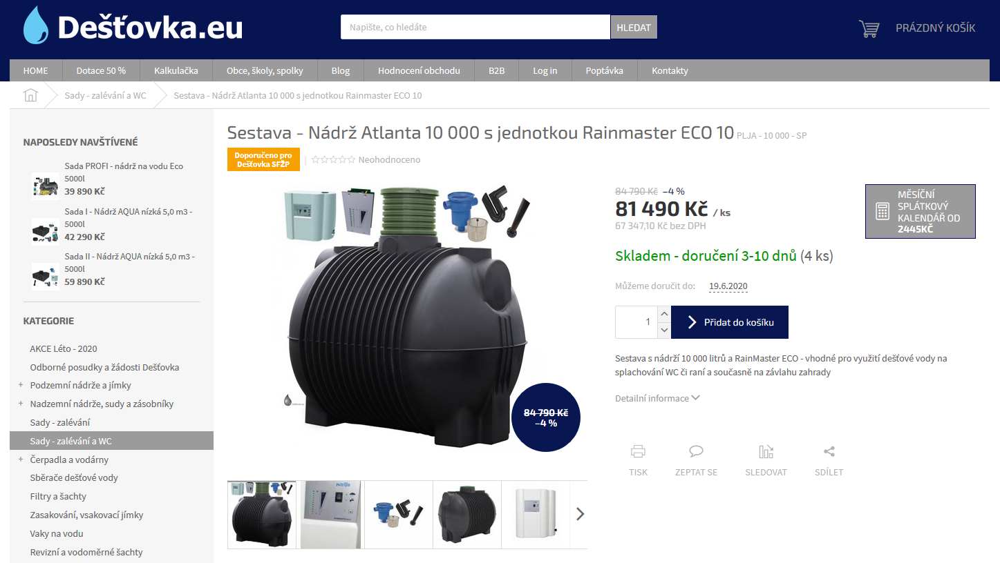 Dešťovka.eu
Napište, co hledáte
HLEDAT
PRÁZDNÝ KOŠÍK
HOME
Dotace 50 %
Kalkulačka
Obce, školy, spolky
Blog
Hodnocení obchodu
B2B
Log in
Poptávka
Kontakty
Sady - zalévání a WC
Sestava - Nádrž Atlanta 10 000 s jednotkou Rainmaster ECO 10
NAPOSLEDY NAVŠTÍVENÉ
Sada PROFI - nádrž na vodu Eco
5000l
39 890 Kč
Sada I - Nádrž AQUA nízká 5,0 m3 -
5000l
42 290 Kč
Sada II - Nádrž AQUA nízká 5,0 m3 -
5000l
59 890 Kč
KATEGORIE
AKCE Léto - 2020
Odborné posudky a žádosti Dešťovka
+ Podzemní nádrže a jímky
+ Nadzemní nádrže, sudy a zásobníky
Sady - zalévání
Sady - zalévání a WC
+ Čerpadla a vodárny
Sběrače dešťové vody
Filtry a šachty
Zasakování, vsakovací jímky
Vaky na vodu
Revizní a vodoměrné šachty
Sestava - Nádrž Atlanta 10 000 s jednotkou Rainmaster ECO 10 PLJA - 10 000 - SP
Doporučeno pro
Dešťovka SFŽP
Neohodnoceno
84 790 Kč
–4 %
84 790 Kč –4 %
81 490 Kč / ks
67 347,10 Kč bez DPH
MĚSÍČNÍ
SPLÁTKOVÝ
KALENDÁŘ OD
2445KČ
Skladem - doručení 3-10 dnů (4 ks)
Můžeme doručit do: 19.6.2020
1
Přidat do košíku
Sestava s nádrží 10 000 litrů a RainMaster ECO - vhodné pro využití dešťové vody na
splachování WC či raní a současně na závlahu zahrady
Detailní informace
TISK
ZEPTAT SE
SLEDOVAT
SDÍLET